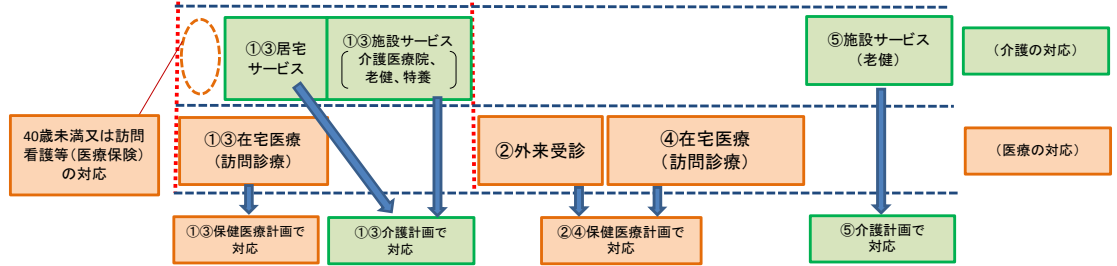 ①③居宅
サービス
①③施設サービス
介護医療院、
老健、特養
⑤施設サービス
(老健)
(介護の対応)
40歳未満又は訪問
看護等(医療保険)
の対応
①③在宅医療
(訪問診療)
②外来受診
④在宅医療
(訪問診療)
(医療の対応)
①③保健医療計画で
対応
①③介護計画で
対応
②④保健医療計画で
対応
⑤介護計画で
対応